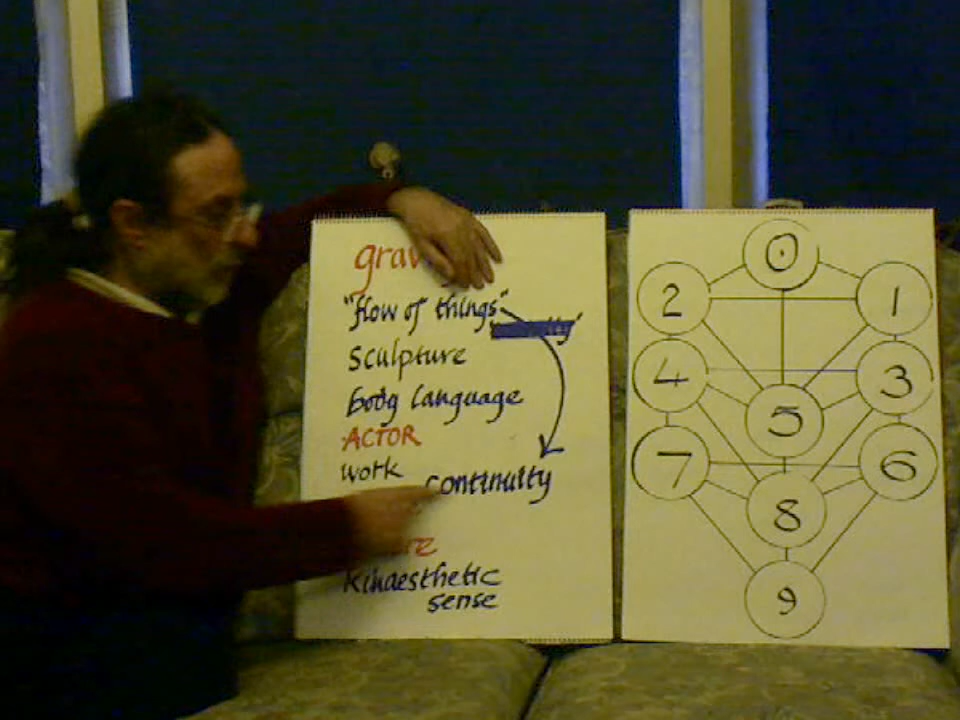 "flow of things"
sculpture
body language
ACTOR
work
continuity
kinaesthetic
sense
0
2
1
4
3
5
7
6
8
9